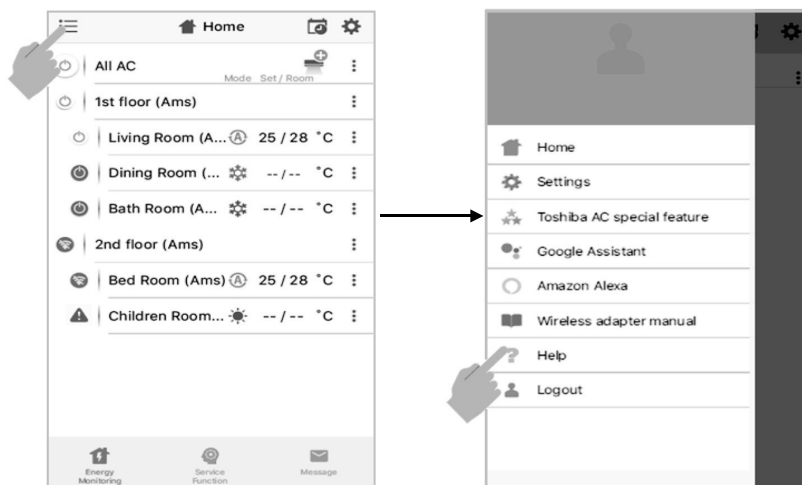 Home
All AC
Mode Set / Room
1st floor (Ams)
Living Room (A... A 25 / 28 °C
Dining Room (... -- / -- °C
Bath Room (A... -- / -- °C
2nd floor (Ams)
Bed Room (Ams) A 25 / 28 °C
Children Room... -- / -- °C
Energy Monitoring
Service Function
Message
Home
Settings
Toshiba AC special feature
Google Assistant
Amazon Alexa
Wireless adapter manual
? Help
Logout